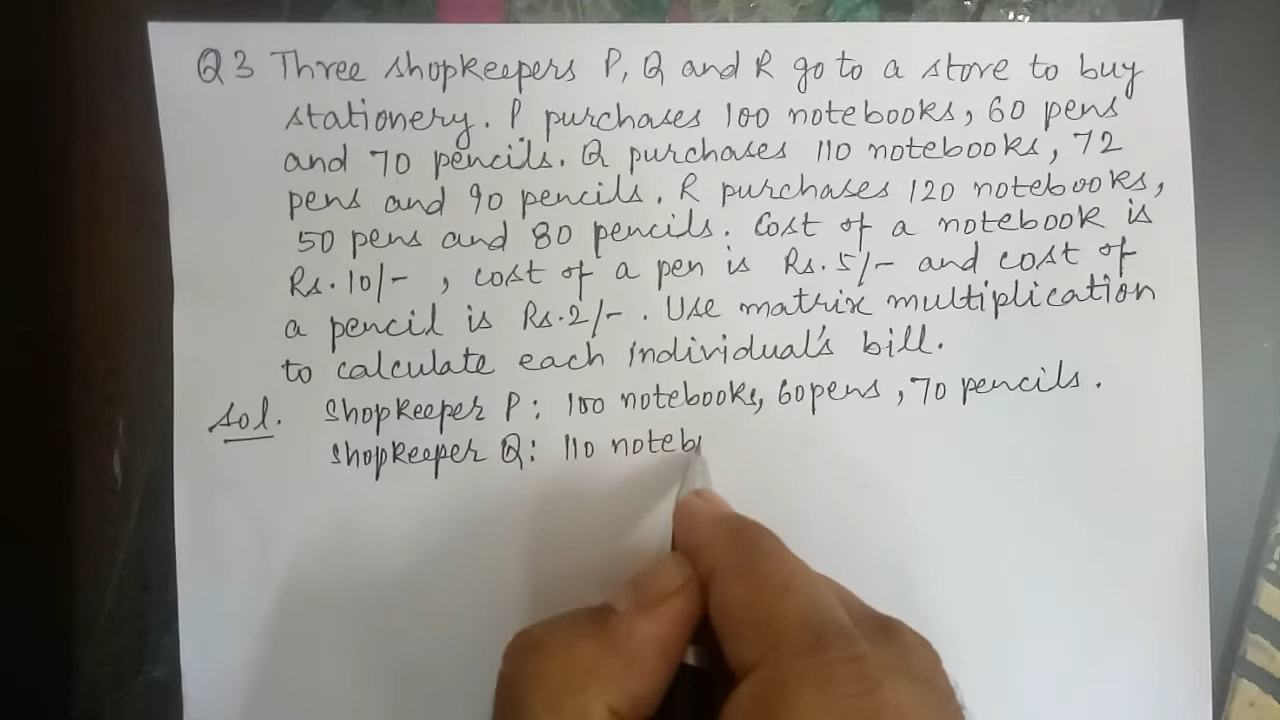 Q3 Three shopkeepers P, Q and R go to a store to buy
stationery. P purchases 100 notebooks, 60 pens
and 70 pencils. Q purchases 110 notebooks, 72
pens and 90 pencils. R purchases 120 notebooks,
50 pens and 80 pencils. Cost of a notebook is
Rs. 10/- , cost of a pen is Rs. 5/- and cost of
a pencil is Rs. 2/- . Use matrix multiplication
to calculate each individual's bill.
Sol. Shopkeeper P: 100 notebooks, 60 pens, 70 pencils.
Shopkeeper Q: 110 noteb